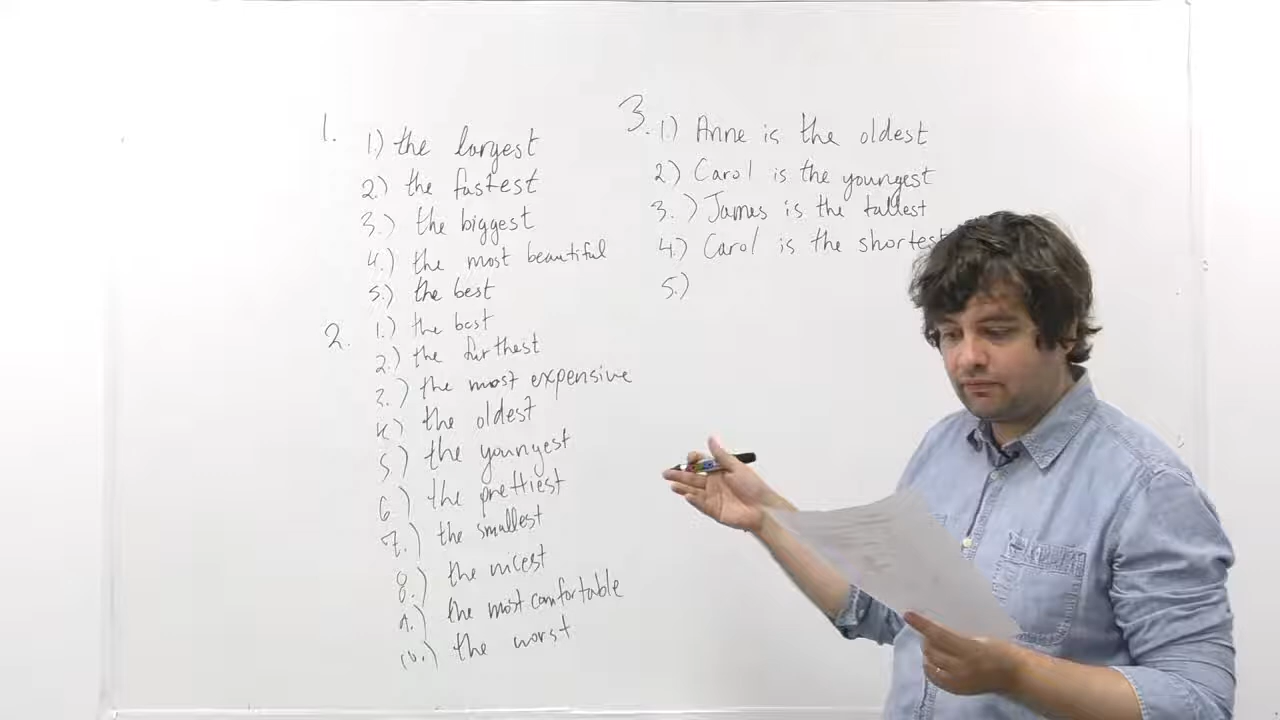 1.
1.) the largest
2.) the fastest
3.) the biggest
4.) the most beautiful
5.) the best
2.
1.) the best
2.) the furthest
3.) the most expensive
4.) the oldest
5.) the youngest
6.) the prettiest
7.) the smallest
8.) the nicest
9.) the most comfortable
10.) the worst
3.
1.) Anne is the oldest
2.) Carol is the youngest
3.) James is the tallest
4.) Carol is the shortest
5.)